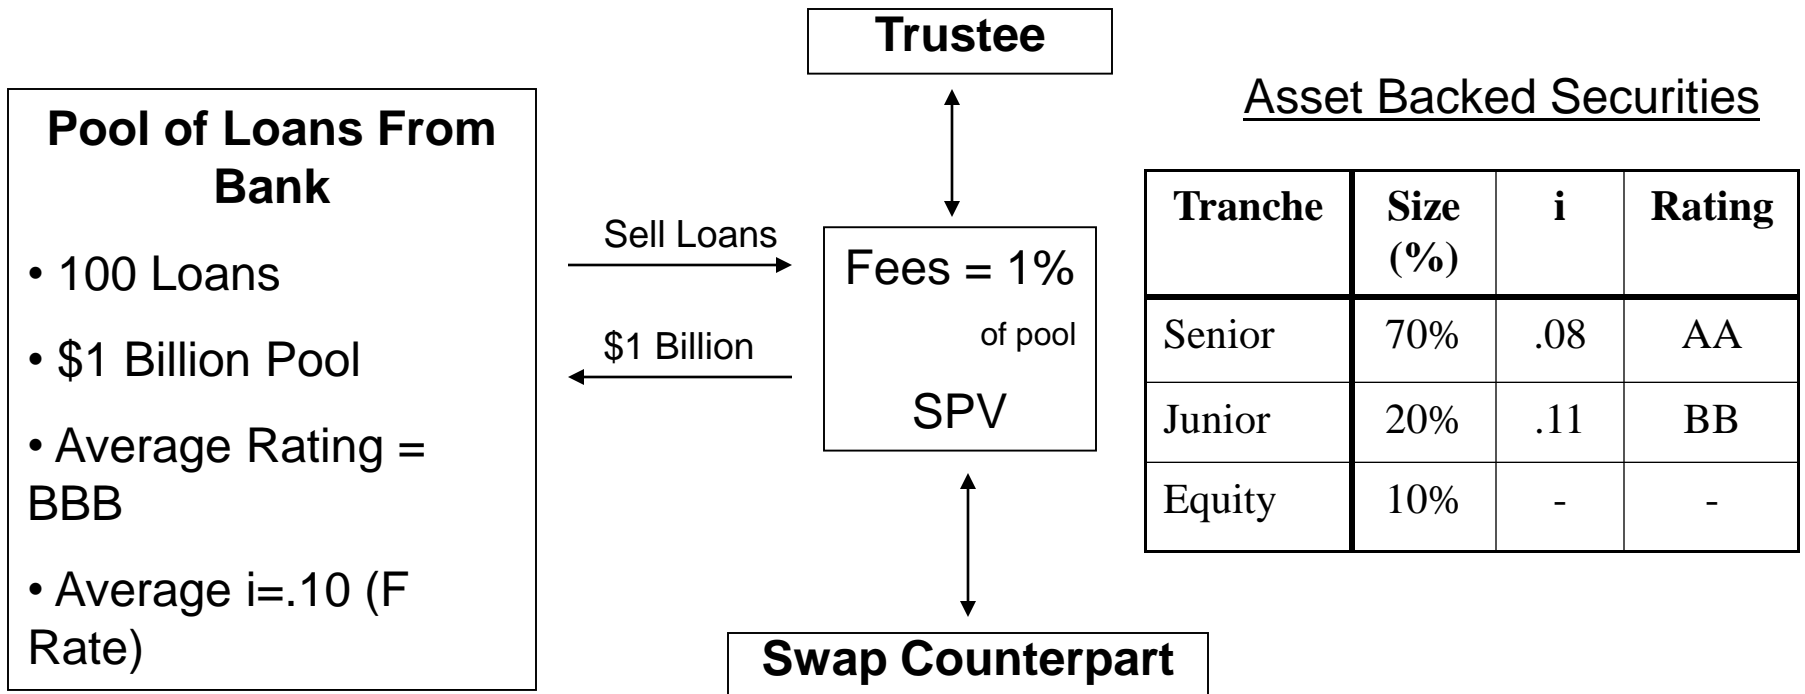 Trustee
Pool of Loans From
Bank
• 100 Loans
• $1 Billion Pool
• Average Rating =
BBB
• Average i=.10 (F
Rate)
Sell Loans
$1 Billion
Fees = 1%
of pool
SPV
Swap Counterpart
Asset Backed Securities
Tranche Size i Rating
(%)
Senior 70% .08 AA
Junior 20% .11 BB
Equity 10% - -